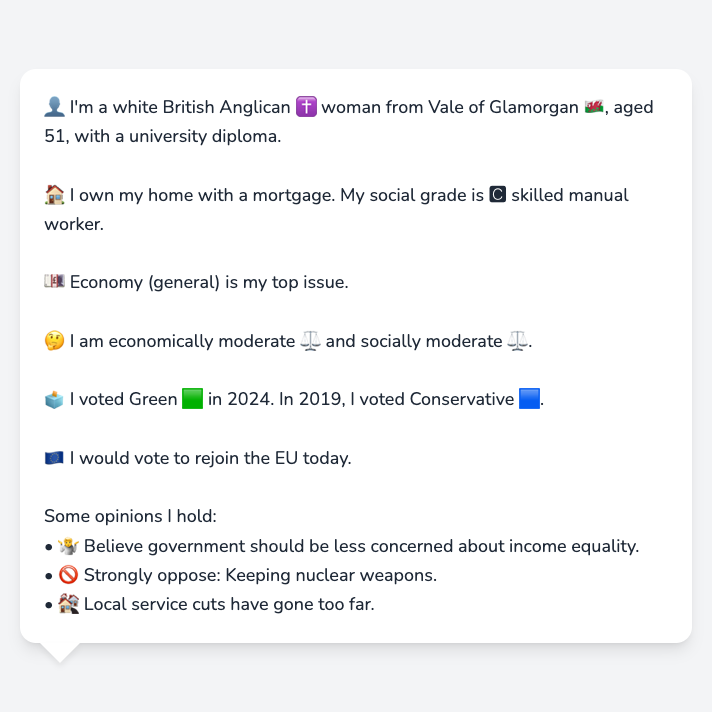 👤 I'm a white British Anglican ✝️ woman from Vale of Glamorgan 🏴󠁧󠁢󠁷󠁬󠁳󠁿, aged
51, with a university diploma.
🏠 I own my home with a mortgage. My social grade is 🅲 skilled manual
worker.
💷 Economy (general) is my top issue.
🤔 I am economically moderate ⚖️ and socially moderate ⚖️.
🗳️ I voted Green 🟩 in 2024. In 2019, I voted Conservative 🟦.
🇪🇺 I would vote to rejoin the EU today.
Some opinions I hold:
• 🤷 Believe government should be less concerned about income equality.
• 🚫 Strongly oppose: Keeping nuclear weapons.
• 🏘️ Local service cuts have gone too far.